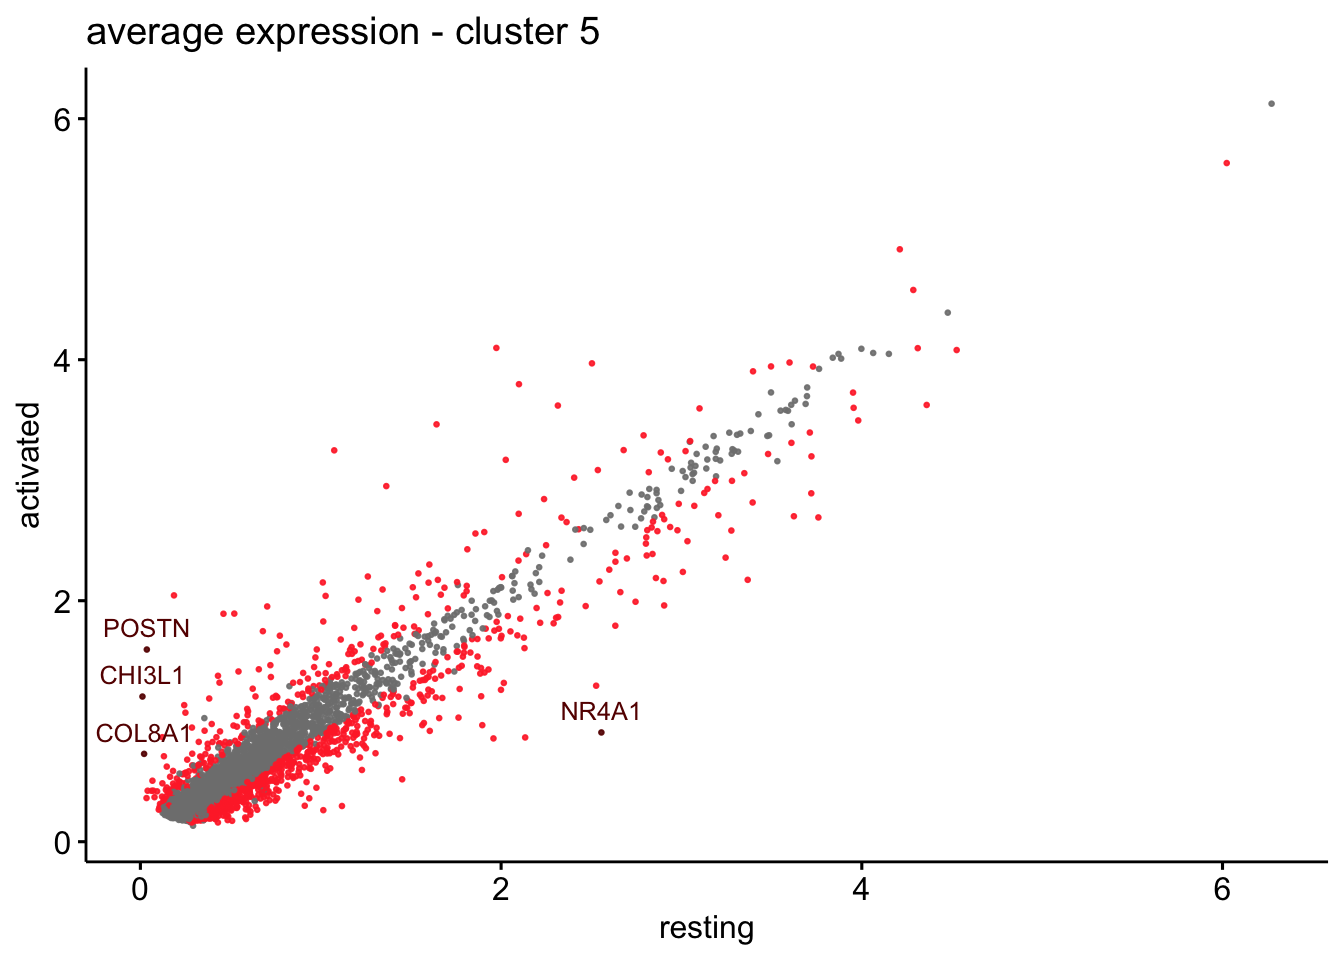 average expression - cluster 5
6
4
2
0
activated
POSTN
CHI3L1
COL8A1
NR4A1
0 2 4 6
resting